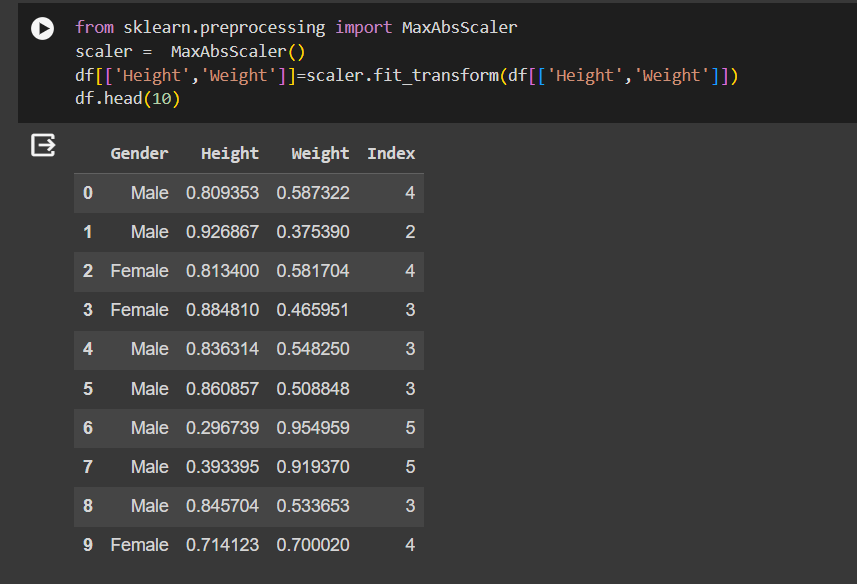 from sklearn.preprocessing import MaxAbsScaler
scaler =  MaxAbsScaler()
df[['Height','Weight']]=scaler.fit_transform(df[['Height','Weight']])
df.head(10)
Gender Height Weight Index
0 Male 0.809353 0.587322 4
1 Male 0.926867 0.375390 2
2 Female 0.813400 0.581704 4
3 Female 0.884810 0.465951 3
4 Male 0.836314 0.548250 3
5 Male 0.860857 0.508848 3
6 Male 0.296739 0.954959 5
7 Male 0.393395 0.919370 5
8 Male 0.845704 0.533653 3
9 Female 0.714123 0.700020 4